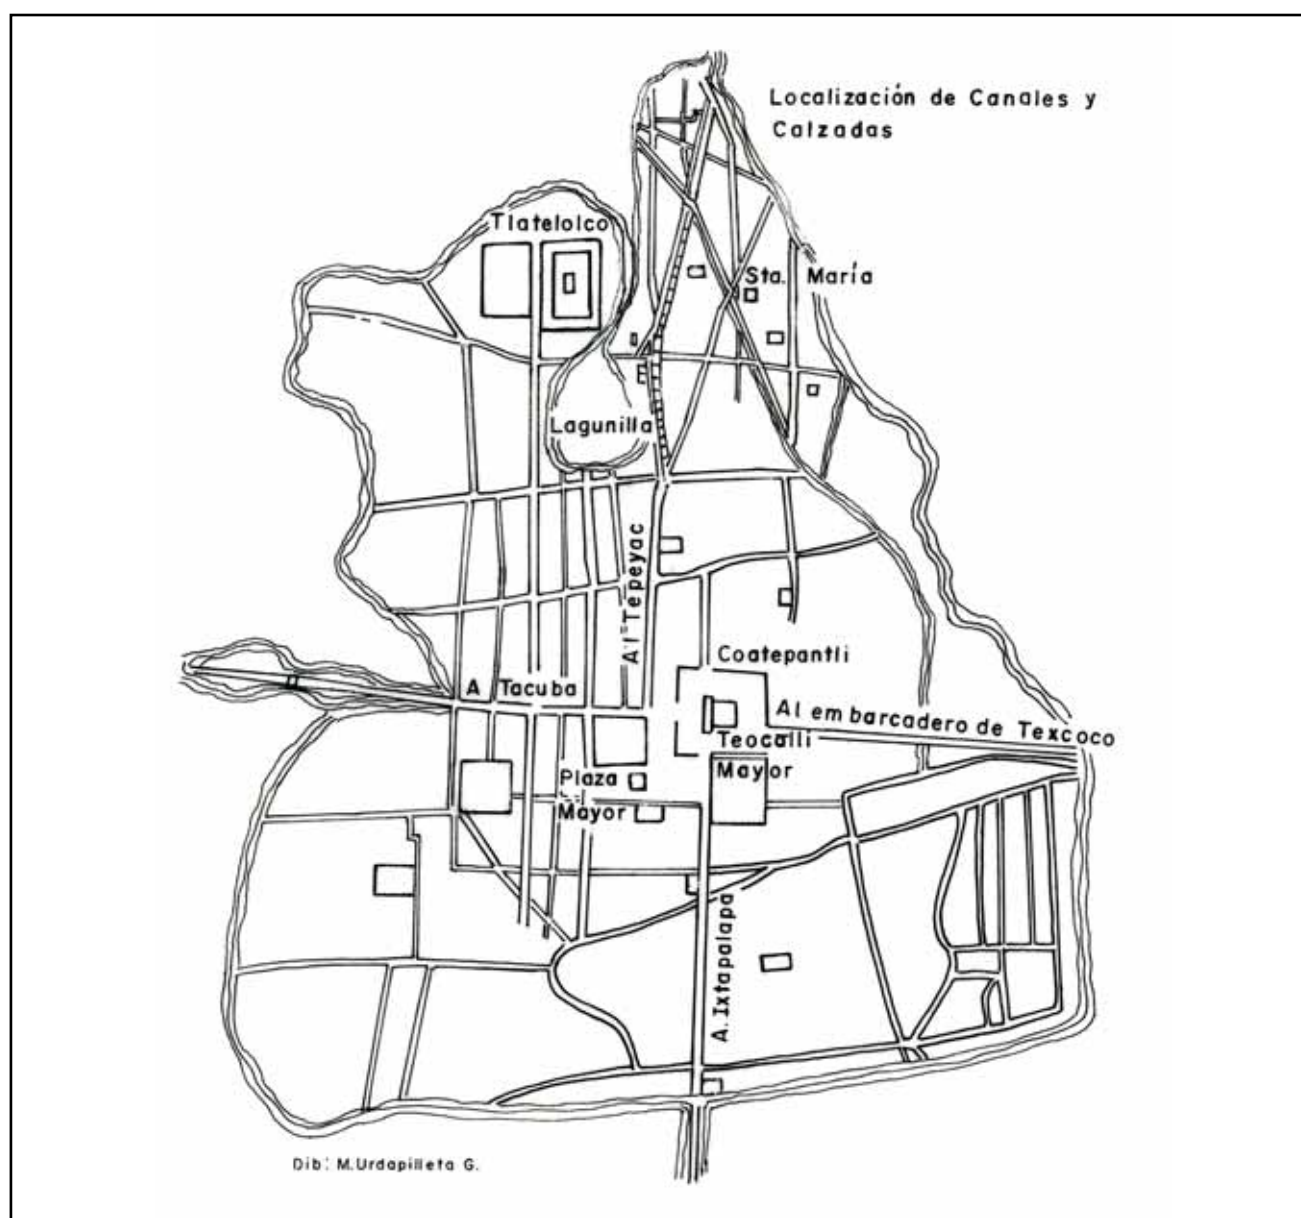 Localización de Canales y
Calzadas
Tlatelolco
Sta. María
Lagunilla
Al Tepeyac
Coatepantli
A Tacuba
Al embarcadero de Texcoco
Teocalli
Mayor
Plaza
Mayor
A. Ixtapalapa
Dib: M. Urdapilleta G.